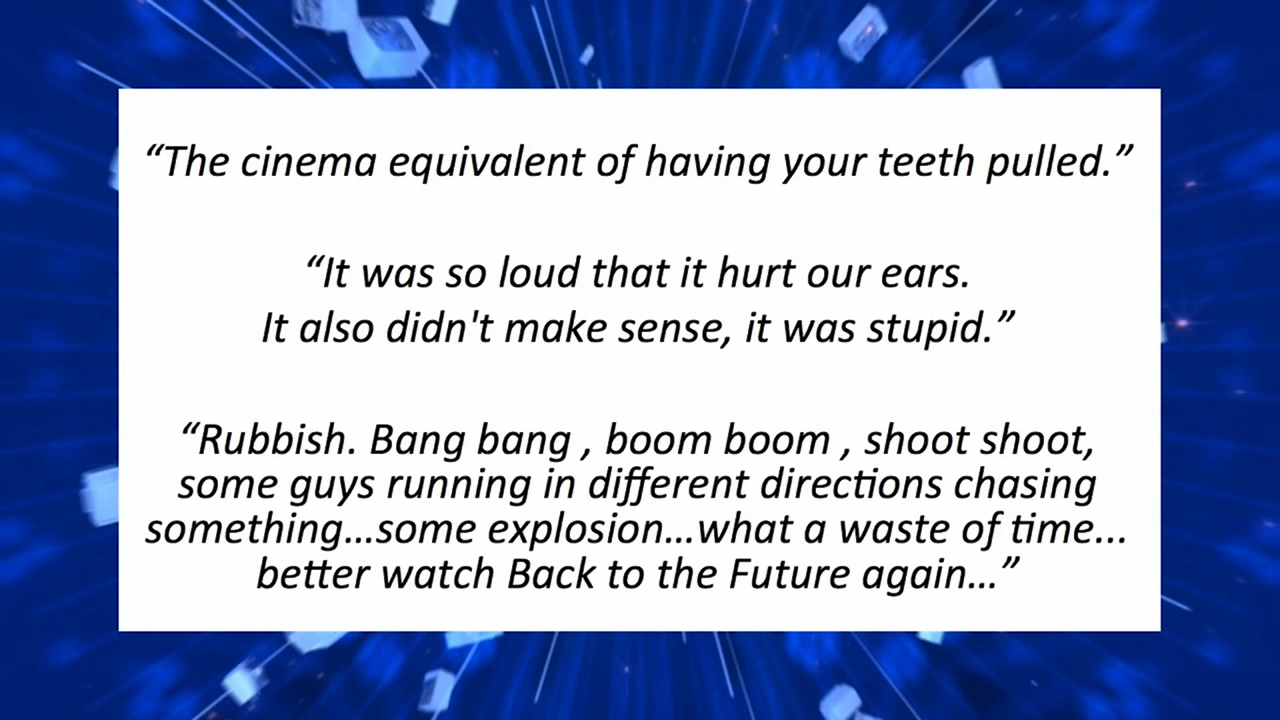 “The cinema equivalent of having your teeth pulled.”
“It was so loud that it hurt our ears.
It also didn't make sense, it was stupid.”
“Rubbish. Bang bang , boom boom , shoot shoot,
some guys running in different directions chasing
something...some explosion...what a waste of time...
better watch Back to the Future again...”